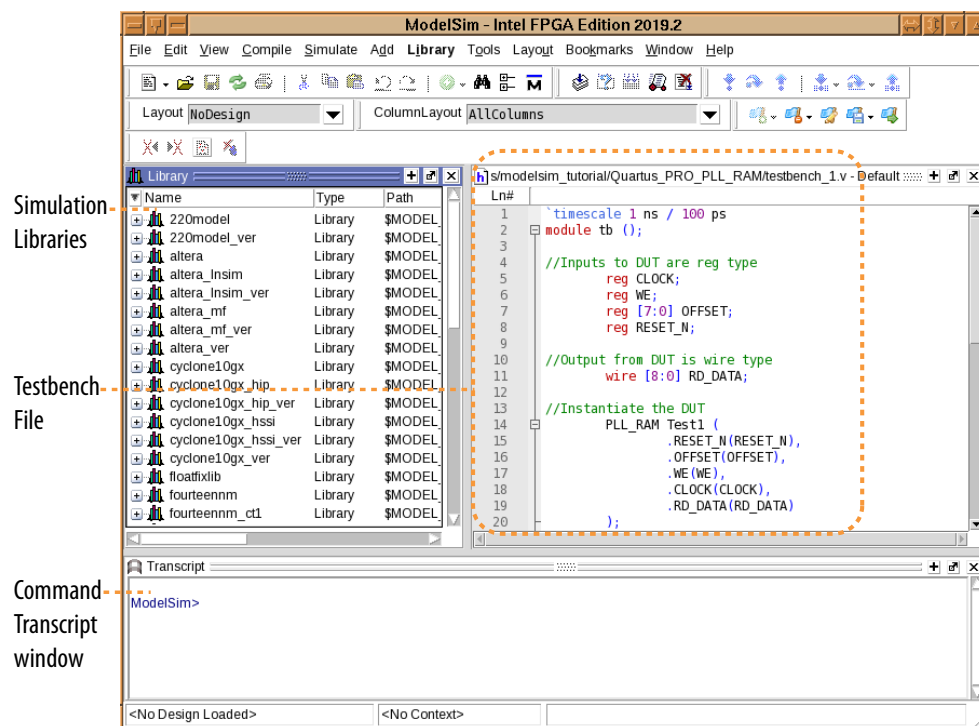 ModelSim - Intel FPGA Edition 2019.2
File Edit View Compile Simulate Add Library Tools Layout Bookmarks Window Help
Layout NoDesign
ColumnLayout AllColumns
Simulation
Libraries
Testbench
File
Command
Transcript
window
Library
Name Type Path
220model Library $MODEL_
220model_ver Library $MODEL_
altera Library $MODEL_
altera_lnsim Library $MODEL_
altera_lnsim_ver Library $MODEL_
altera_mf Library $MODEL_
altera_mf_ver Library $MODEL_
altera_ver Library $MODEL_
cyclone10gx Library $MODEL_
cyclone10gx_hip Library $MODEL_
cyclone10gx_hip_ver Library $MODEL_
cyclone10gx_hssi Library $MODEL_
cyclone10gx_hssi_ver Library $MODEL_
cyclone10gx_ver Library $MODEL_
floatfixlib Library $MODEL_
fourteennm Library $MODEL_
fourteennm_ct1 Library $MODEL_
h s/modelsim_tutorial/Quartus_PRO_PLL_RAM/testbench_1.v - Default
Ln#
1 `timescale 1 ns / 100 ps
2 module tb ();
3
4 //Inputs to DUT are reg type
5 reg CLOCK;
6 reg WE;
7 reg [7:0] OFFSET;
8 reg RESET_N;
9
10 //Output from DUT is wire type
11 wire [8:0] RD_DATA;
12
13 //Instantiate the DUT
14 PLL_RAM Test1 (
15 .RESET_N(RESET_N),
16 .OFFSET(OFFSET),
17 .WE(WE),
18 .CLOCK(CLOCK),
19 .RD_DATA(RD_DATA)
20 );
Transcript
ModelSim>
<No Design Loaded> <No Context>